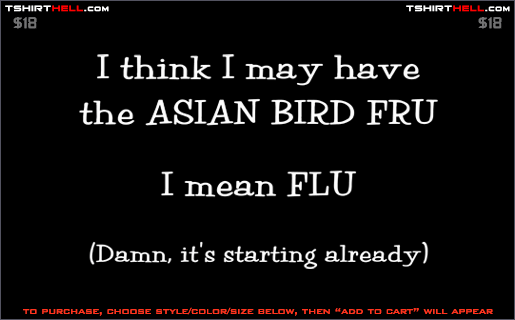 TSHIRTHELL.COM TSHIRTHELL.COM
$18 $18
I think I may have
the ASIAN BIRD FRU
I mean FLU
(Damn, it's starting already)
TO PURCHASE, CHOOSE STYLE/COLOR/SIZE BELOW, THEN "ADD TO CART" WILL APPEAR